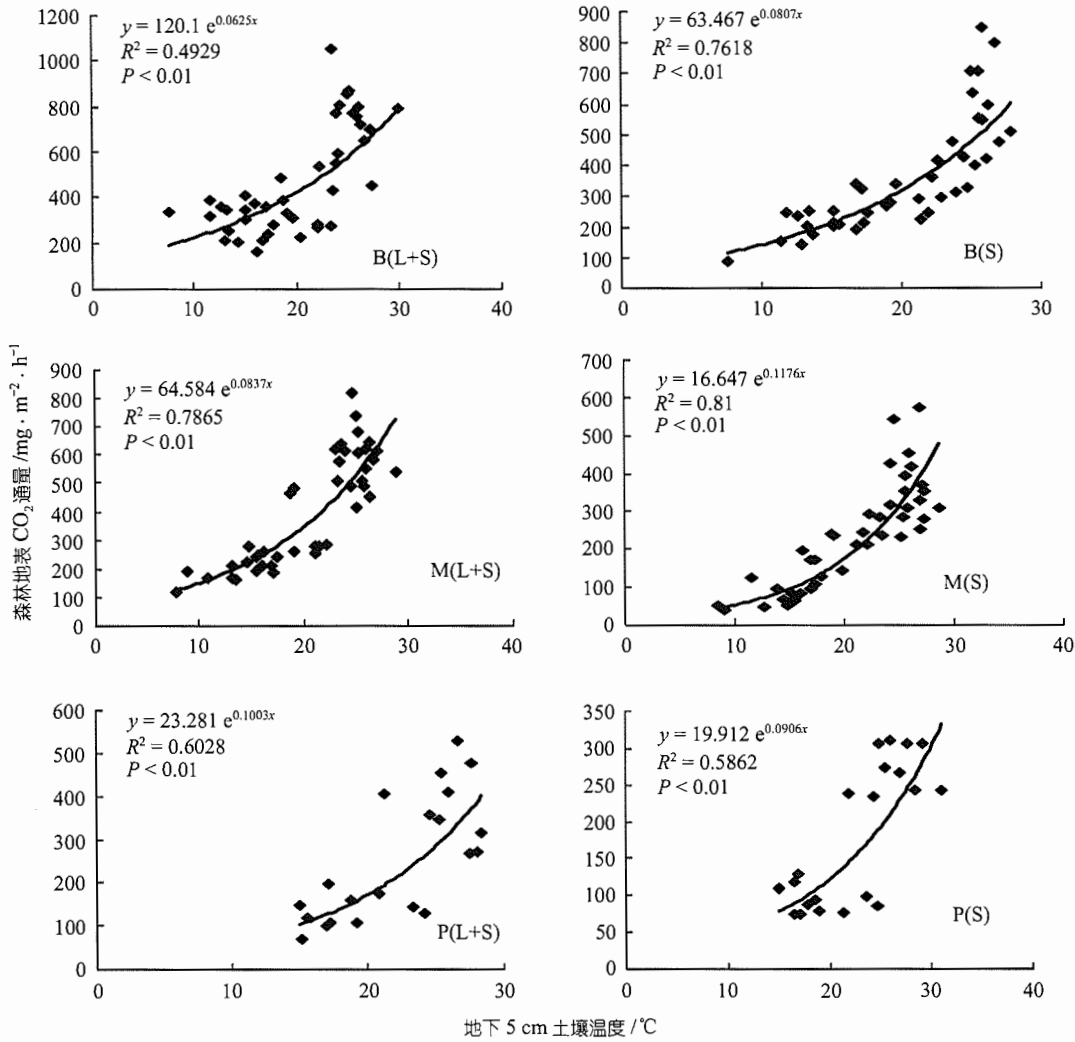 1200
1000
800
600
400
200
0
y = 120.1 e^0.0625x
R² = 0.4929
P < 0.01
B(L+S)
0 10 20 30 40
900
800
700
600
500
400
300
200
100
0
y = 63.467 e^0.0807x
R² = 0.7618
P < 0.01
B(S)
0 10 20 30
森林地表 CO₂ 通量 /mg · m⁻² · h⁻¹
900
800
700
600
500
400
300
200
100
0
y = 64.584 e^0.0837x
R² = 0.7865
P < 0.01
M(L+S)
0 10 20 30 40
700
600
500
400
300
200
100
0
y = 16.647 e^0.1176x
R² = 0.81
P < 0.01
M(S)
0 10 20 30 40
600
500
400
300
200
100
0
y = 23.281 e^0.1003x
R² = 0.6028
P < 0.01
P(L+S)
0 10 20 30
350
300
250
200
150
100
50
0
y = 19.912 e^0.0906x
R² = 0.5862
P < 0.01
P(S)
0 10 20 30 40
地下 5 cm 土壤温度 /℃